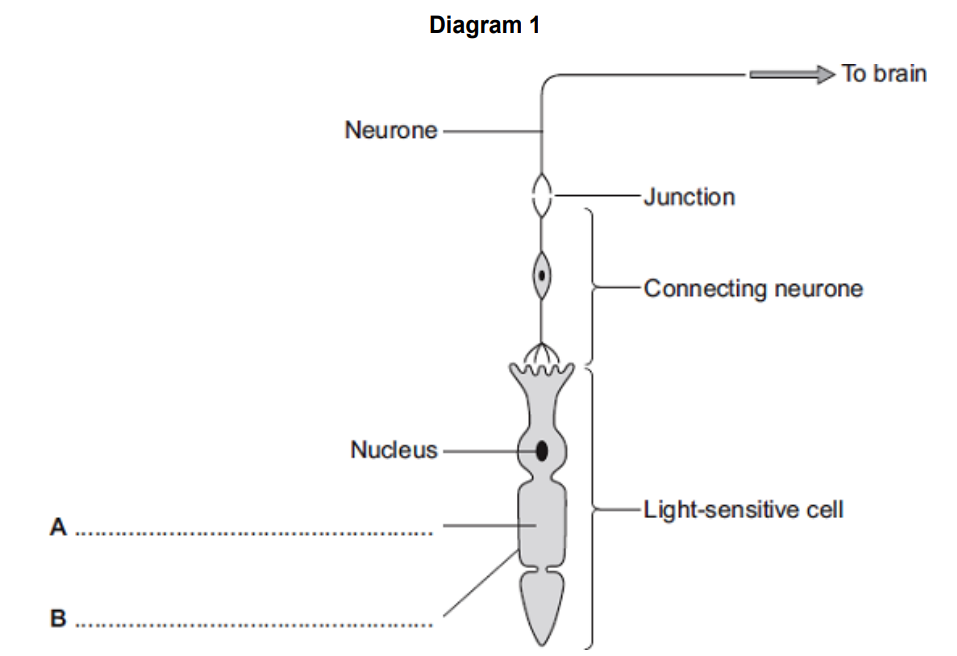 Diagram 1
To brain
Neurone
Junction
Connecting neurone
Nucleus
Light-sensitive cell
A ......................................................
B ......................................................